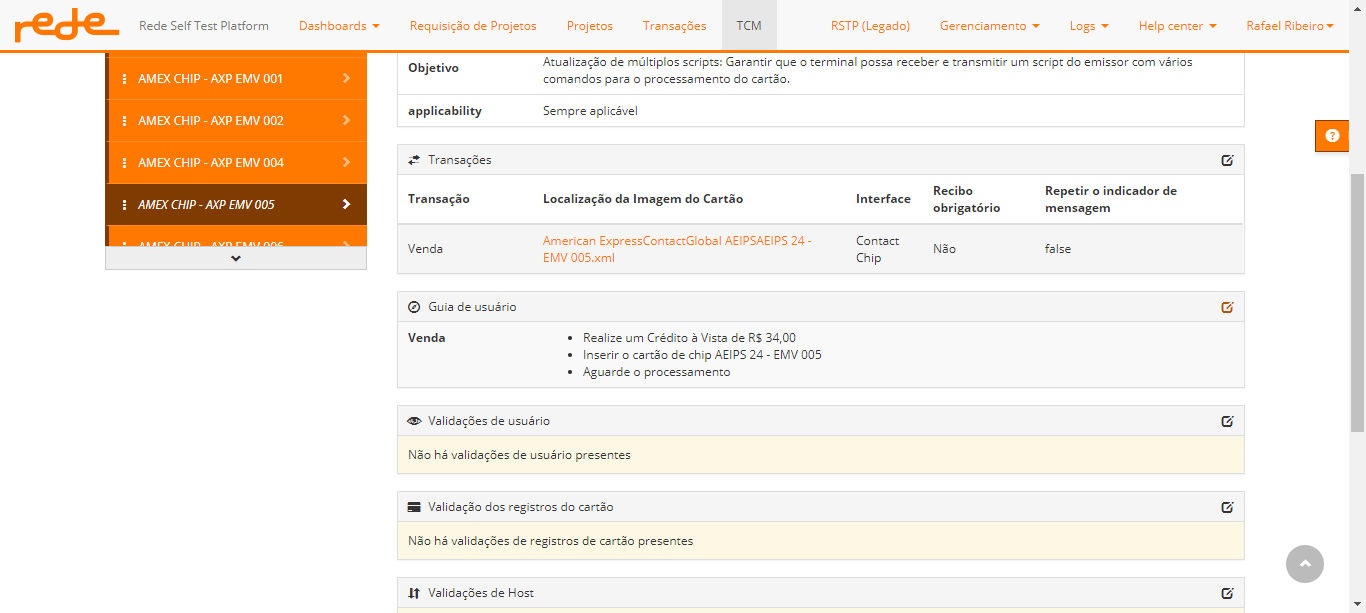 rede
Rede Self Test Platform
Dashboards
Requisição de Projetos
Projetos
Transações
TCM
RSTP (Legado)
Gerenciamento
Logs
Help center
Rafael Ribeiro
AMEX CHIP - AXP EMV 001
AMEX CHIP - AXP EMV 002
AMEX CHIP - AXP EMV 004
AMEX CHIP - AXP EMV 005
AMEX CHIP - AXP EMV 006
Objetivo
Atualização de múltiplos scripts: Garantir que o terminal possa receber e transmitir um script do emissor com vários
comandos para o processamento do cartão.
applicability
Sempre aplicável
Transações
Transação
Localização da Imagem do Cartão
Interface
Recibo
obrigatório
Repetir o indicador de
mensagem
Venda
American ExpressContactGlobal AEIPSAEIPS 24 -
EMV 005.xml
Contact
Chip
Não
false
Guia de usuário
Venda
Realize um Crédito à Vista de R$ 34,00
Inserir o cartão de chip AEIPS 24 - EMV 005
Aguarde o processamento
Validações de usuário
Não há validações de usuário presentes
Validação dos registros do cartão
Não há validações de registros de cartão presentes
Validações de Host